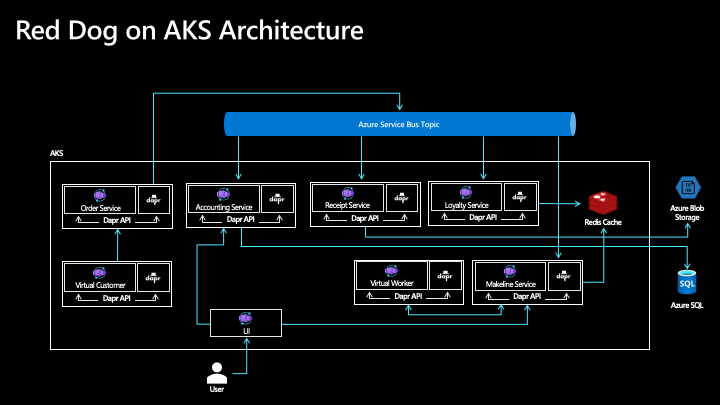 Red Dog on AKS Architecture
Azure Service Bus Topic
AKS
Order Service
dapr
Dapr API
Accounting Service
dapr
Dapr API
Receipt Service
dapr
Dapr API
Loyalty Service
dapr
Dapr API
Redis Cache
Azure Blob
Storage
Virtual Customer
dapr
Dapr API
Virtual Worker
dapr
Dapr API
Makeline Service
dapr
Dapr API
SQL
Azure SQL
UI
User